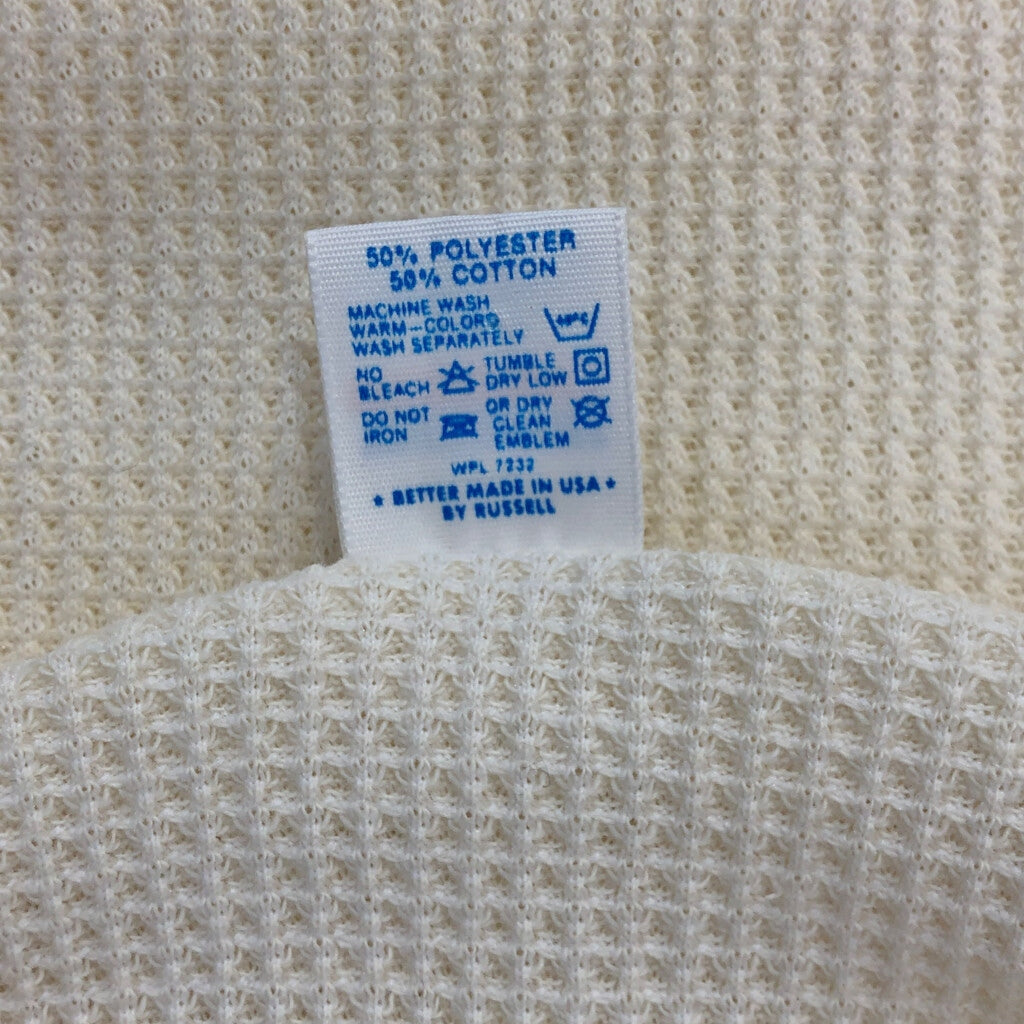 50% POLYESTER
50% COTTON
MACHINE WASH
WARM-COLORS
WASH SEPARATELY
40°C
NO
BLEACH
TUMBLE
DRY LOW
DO NOT
IRON
OR DRY
CLEAN
EMBLEM
WPL 7232
★ BETTER MADE IN USA ★
BY RUSSELL